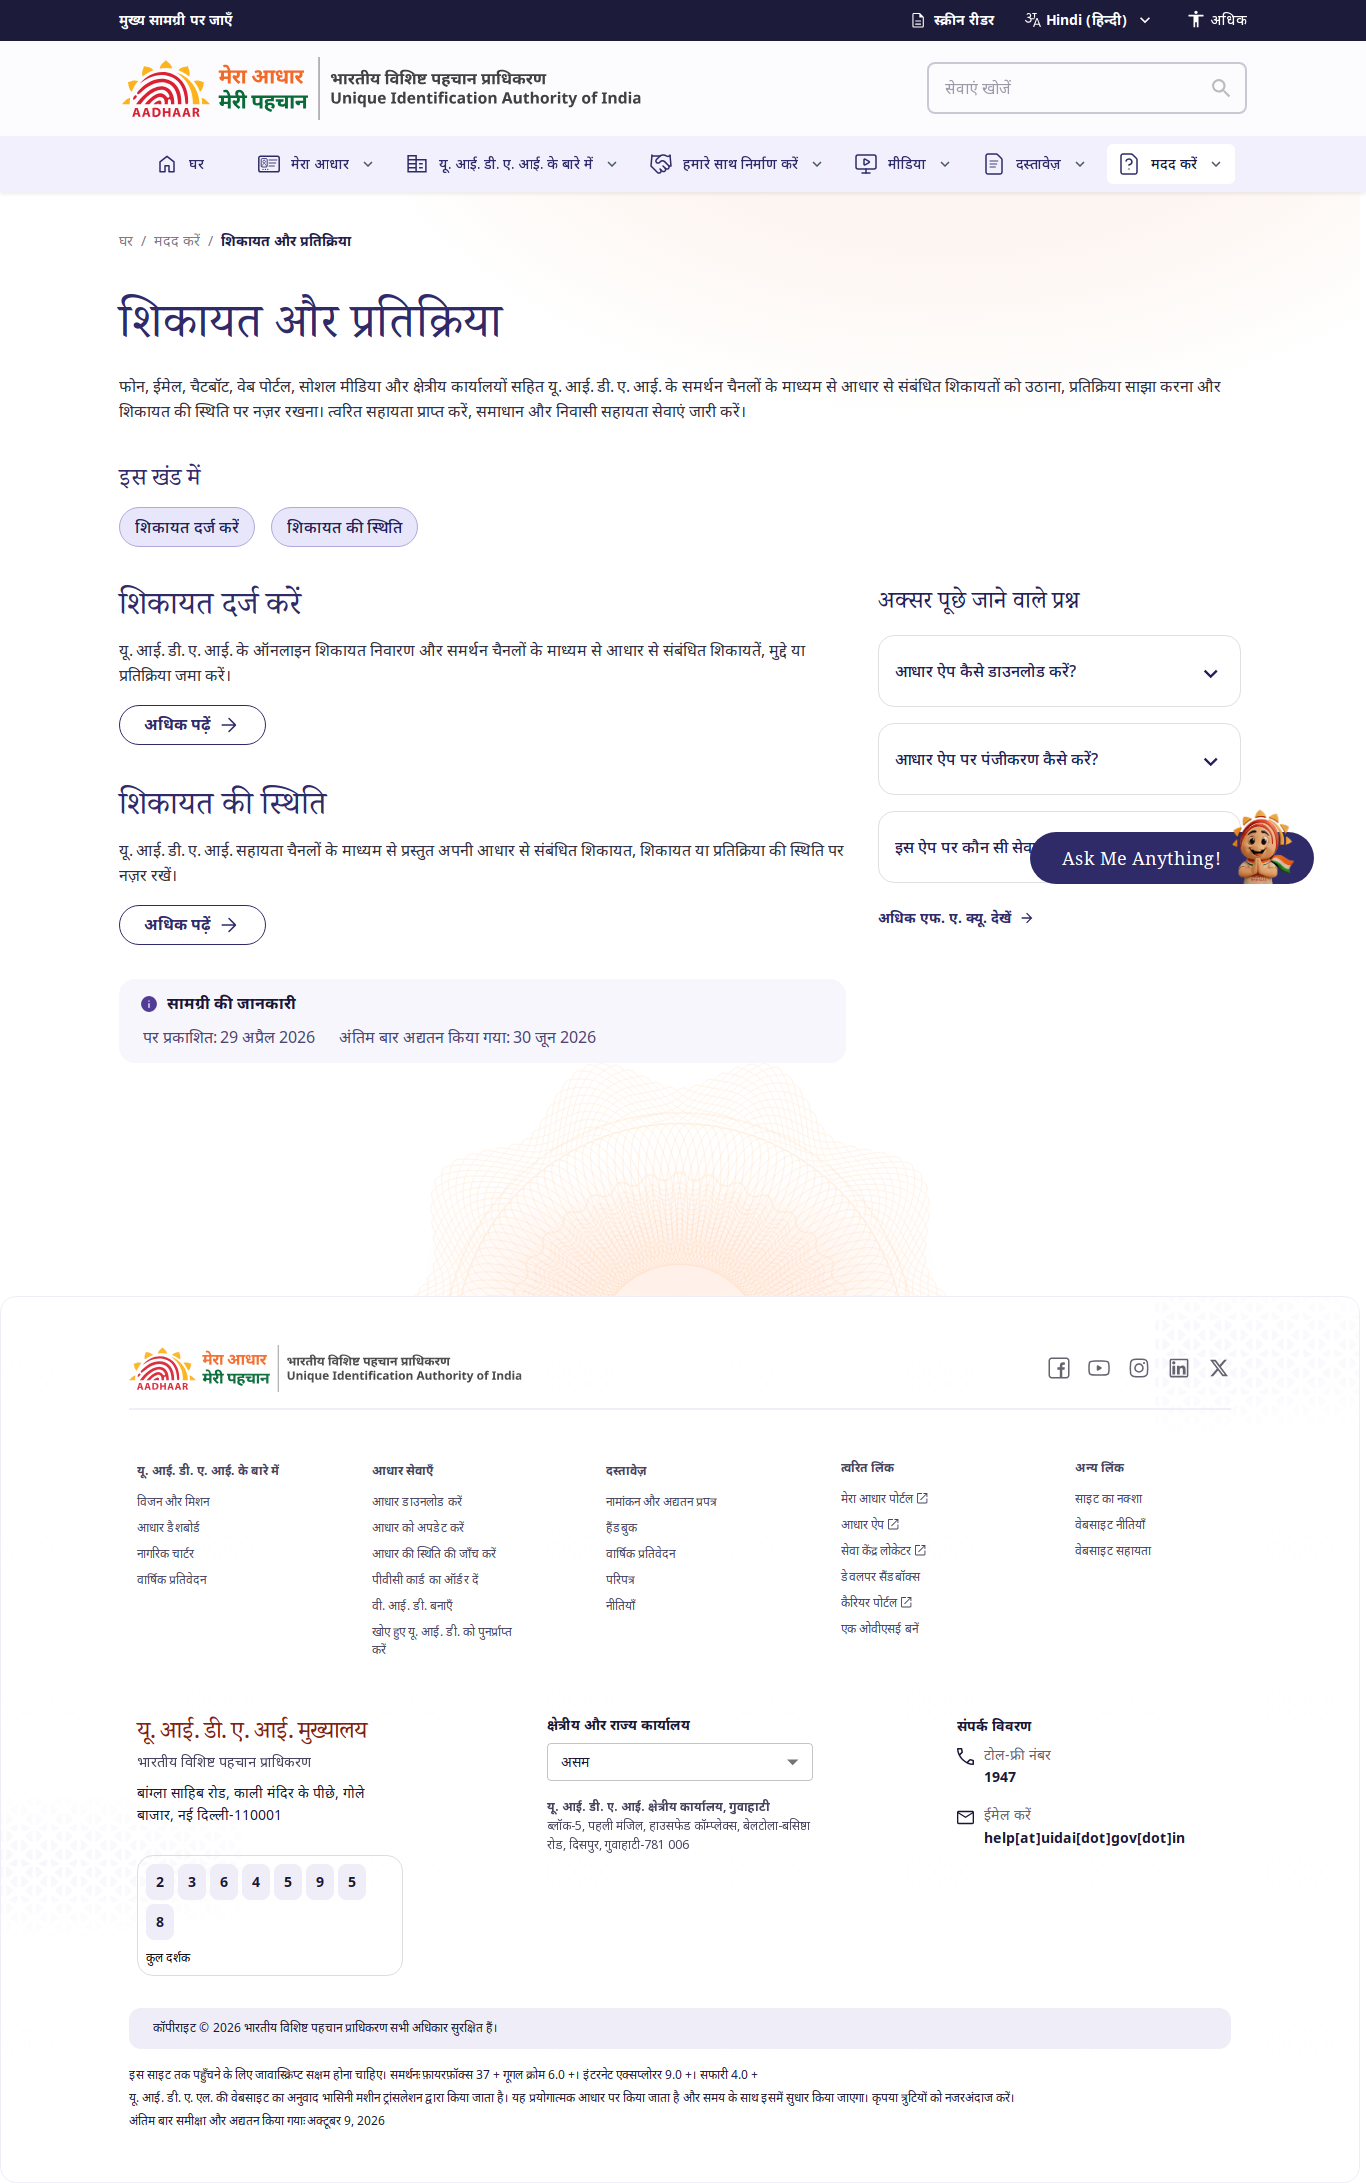 मुख्य सामग्री पर जाएँ
स्क्रीन रीडर
Hindi (हिन्दी)
अधिक
AADHAAR
मेरा आधार
मेरी पहचान
भारतीय विशिष्ट पहचान प्राधिकरण
Unique Identification Authority of India
सेवाएं खोजें
घर
मेरा आधार
यू. आई. डी. ए. आई. के बारे में
हमारे साथ निर्माण करें
मीडिया
दस्तावेज़
मदद करें
घर / मदद करें / शिकायत और प्रतिक्रिया
शिकायत और प्रतिक्रिया
फोन, ईमेल, चैटबॉट, वेब पोर्टल, सोशल मीडिया और क्षेत्रीय कार्यालयों सहित यू. आई. डी. ए. आई. के समर्थन चैनलों के माध्यम से आधार से संबंधित शिकायतों को उठाना, प्रतिक्रिया साझा करना और
शिकायत की स्थिति पर नज़र रखना। त्वरित सहायता प्राप्त करें, समाधान और निवासी सहायता सेवाएं जारी करें।
इस खंड में
शिकायत दर्ज करें
शिकायत की स्थिति
शिकायत दर्ज करें
यू. आई. डी. ए. आई. के ऑनलाइन शिकायत निवारण और समर्थन चैनलों के माध्यम से आधार से संबंधित शिकायतें, मुद्दे या
प्रतिक्रिया जमा करें।
अधिक पढ़ें
शिकायत की स्थिति
यू. आई. डी. ए. आई. सहायता चैनलों के माध्यम से प्रस्तुत अपनी आधार से संबंधित शिकायत, शिकायत या प्रतिक्रिया की स्थिति पर
नज़र रखें।
अधिक पढ़ें
सामग्री की जानकारी
पर प्रकाशित: 29 अप्रैल 2026
अंतिम बार अद्यतन किया गया: 30 जून 2026
अक्सर पूछे जाने वाले प्रश्न
आधार ऐप कैसे डाउनलोड करें?
आधार ऐप पर पंजीकरण कैसे करें?
इस ऐप पर कौन सी
Ask Me Anything!
अधिक एफ. ए. क्यू. देखें
AADHAAR
मेरा आधार
मेरी पहचान
भारतीय विशिष्ट पहचान प्राधिकरण
Unique Identification Authority of India
यू. आई. डी. ए. आई. के बारे में
विजन और मिशन
आधार डैशबोर्ड
नागरिक चार्टर
वार्षिक प्रतिवेदन
आधार सेवाएँ
आधार डाउनलोड करें
आधार को अपडेट करें
आधार की स्थिति की जाँच करें
पीवीसी कार्ड का ऑर्डर दें
वी. आई. डी. बनाएँ
खोए हुए यू. आई. डी. को पुनर्प्राप्त
करें
दस्तावेज़
नामांकन और अद्यतन प्रपत्र
हैंडबुक
वार्षिक प्रतिवेदन
परिपत्र
नीतियाँ
त्वरित लिंक
मेरा आधार पोर्टल
आधार ऐप
सेवा केंद्र लोकेटर
डेवलपर सैंडबॉक्स
कैरियर पोर्टल
एक ओवीएसई बनें
अन्य लिंक
साइट का नक्शा
वेबसाइट नीतियाँ
वेबसाइट सहायता
यू. आई. डी. ए. आई. मुख्यालय
भारतीय विशिष्ट पहचान प्राधिकरण
बांग्ला साहिब रोड, काली मंदिर के पीछे, गोले
बाजार, नई दिल्ली-110001
2 3 6 4 5 9 5
8
कुल दर्शक
क्षेत्रीय और राज्य कार्यालय
असम
यू. आई. डी. ए. आई. क्षेत्रीय कार्यालय, गुवाहाटी
ब्लॉक-5, पहली मंजिल, हाउसफेड कॉम्प्लेक्स, बेलटोला-बसिष्टा
रोड, दिसपुर, गुवाहाटी-781 006
संपर्क विवरण
टोल-फ्री नंबर
1947
ईमेल करें
help[at]uidai[dot]gov[dot]in
कॉपीराइट © 2026 भारतीय विशिष्ट पहचान प्राधिकरण सभी अधिकार सुरक्षित हैं।
इस साइट तक पहुँचने के लिए जावास्क्रिप्ट सक्षम होना चाहिए। समर्थनः फ़ायरफ़ॉक्स 37 + गूगल क्रोम 6.0 +। इंटरनेट एक्सप्लोरर 9.0 +। सफारी 4.0 +
यू. आई. डी. ए. एल. की वेबसाइट का अनुवाद भासिनी मशीन ट्रांसलेशन द्वारा किया जाता है। यह प्रयोगात्मक आधार पर किया जाता है और समय के साथ इसमें सुधार किया जाएगा। कृपया त्रुटियों को नजरअंदाज करें।
अंतिम बार समीक्षा और अद्यतन किया गयाः अक्टूबर 9, 2026